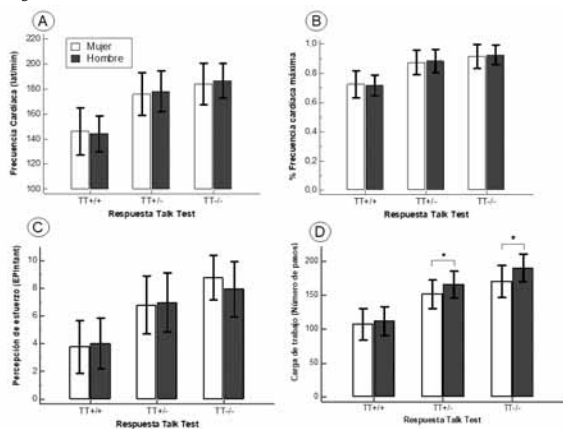 A
Frecuencia Cardíaca (lat/min)
220
200
180
160
140
120
100
Mujer
Hombre
TT+/+
TT+/-
TT-/-
Respuesta Talk Test
B
% Frecuencia cardíaca máxima
1,0
0,8
0,6
0,4
0,2
0,0
TT+/+
TT+/-
TT-/-
Respuesta Talk Test
C
Percepción de esfuerzo (EPInfant)
10
8
6
4
2
0
TT+/+
TT+/-
TT-/-
Respuesta Talk Test
D
Carga de trabajo (Número de pasos)
200
150
100
50
0
*
*
TT+/+
TT+/-
TT-/-
Respuesta Talk Test